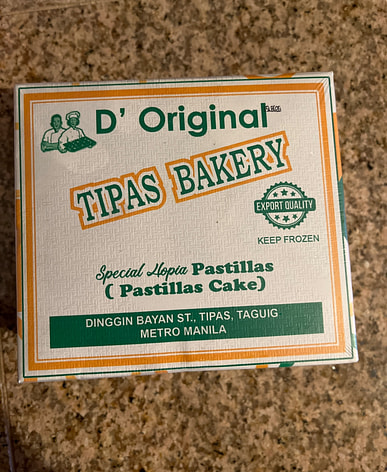 D' Original
TIPAS BAKERY
EXPORT QUALITY
KEEP FROZEN
Special Hopia Pastillas
( Pastillas Cake)
DINGGIN BAYAN ST., TIPAS, TAGUIG
METRO MANILA